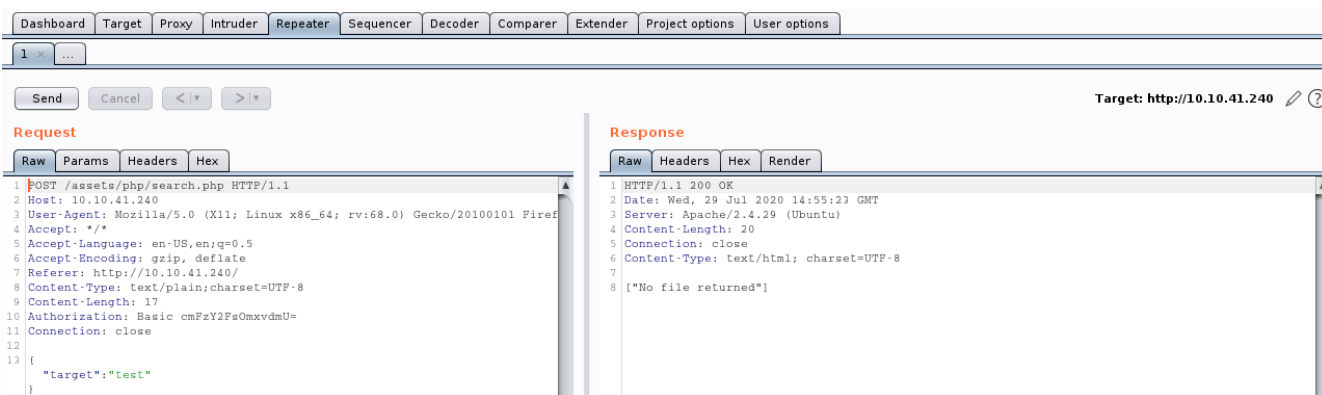 Dashboard Target Proxy Intruder Repeater Sequencer Decoder Comparer Extender Project options User options
1 × ...
Send Cancel < > Target: http://10.10.41.240 ?
Request
Raw Params Headers Hex
1 POST /assets/php/search.php HTTP/1.1
2 Host: 10.10.41.240
3 User-Agent: Mozilla/5.0 (X11; Linux x86_64; rv:68.0) Gecko/20100101 Firef
4 Accept: */*
5 Accept-Language: en-US,en;q=0.5
6 Accept-Encoding: gzip, deflate
7 Referer: http://10.10.41.240/
8 Content-Type: text/plain;charset=UTF-8
9 Content-Length: 17
10 Authorization: Basic cmFzY2FsOmxvdmU=
11 Connection: close
12
13 {
"target":"test"
}
Response
Raw Headers Hex Render
1 HTTP/1.1 200 OK
2 Date: Wed, 29 Jul 2020 14:55:23 GMT
3 Server: Apache/2.4.29 (Ubuntu)
4 Content-Length: 20
5 Connection: close
6 Content-Type: text/html; charset=UTF-8
7
8 ["No file returned"]